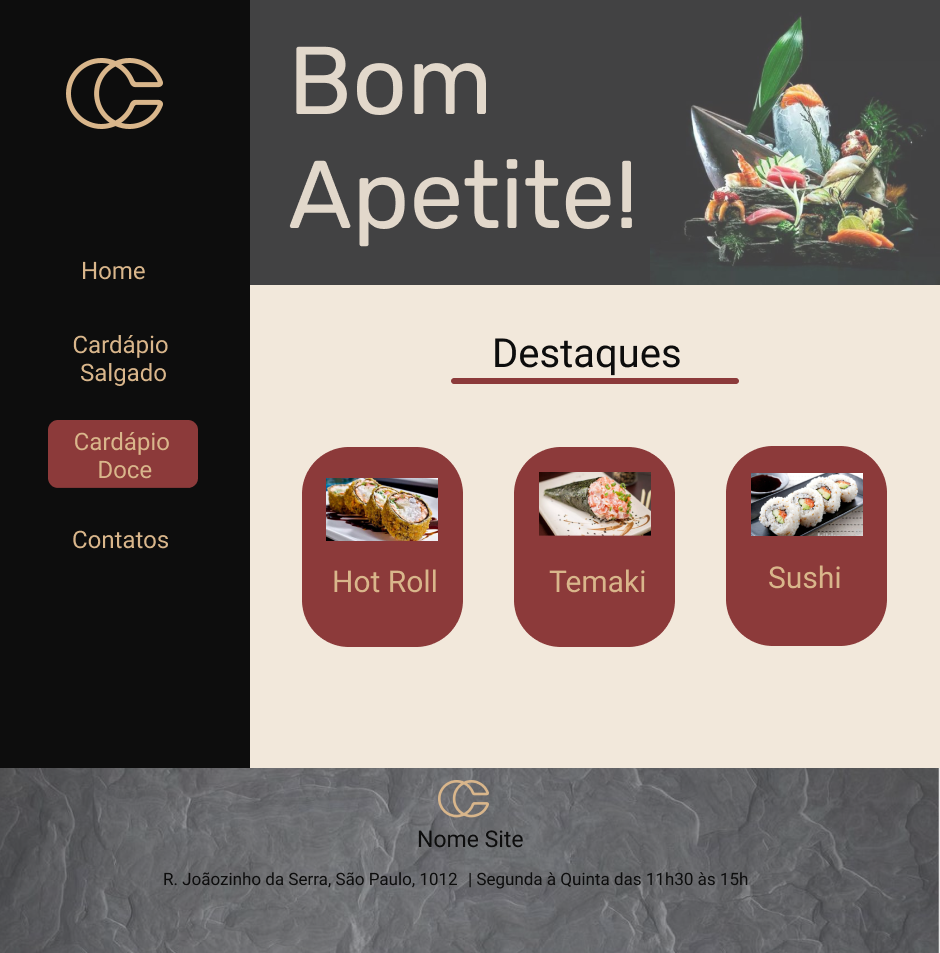 Bom
Apetite!
Home
Cardápio
Salgado
Cardápio
Doce
Contatos
Destaques
Hot Roll
Temaki
Sushi
Nome Site
R. Joãozinho da Serra, São Paulo, 1012 | Segunda à Quinta das 11h30 às 15h